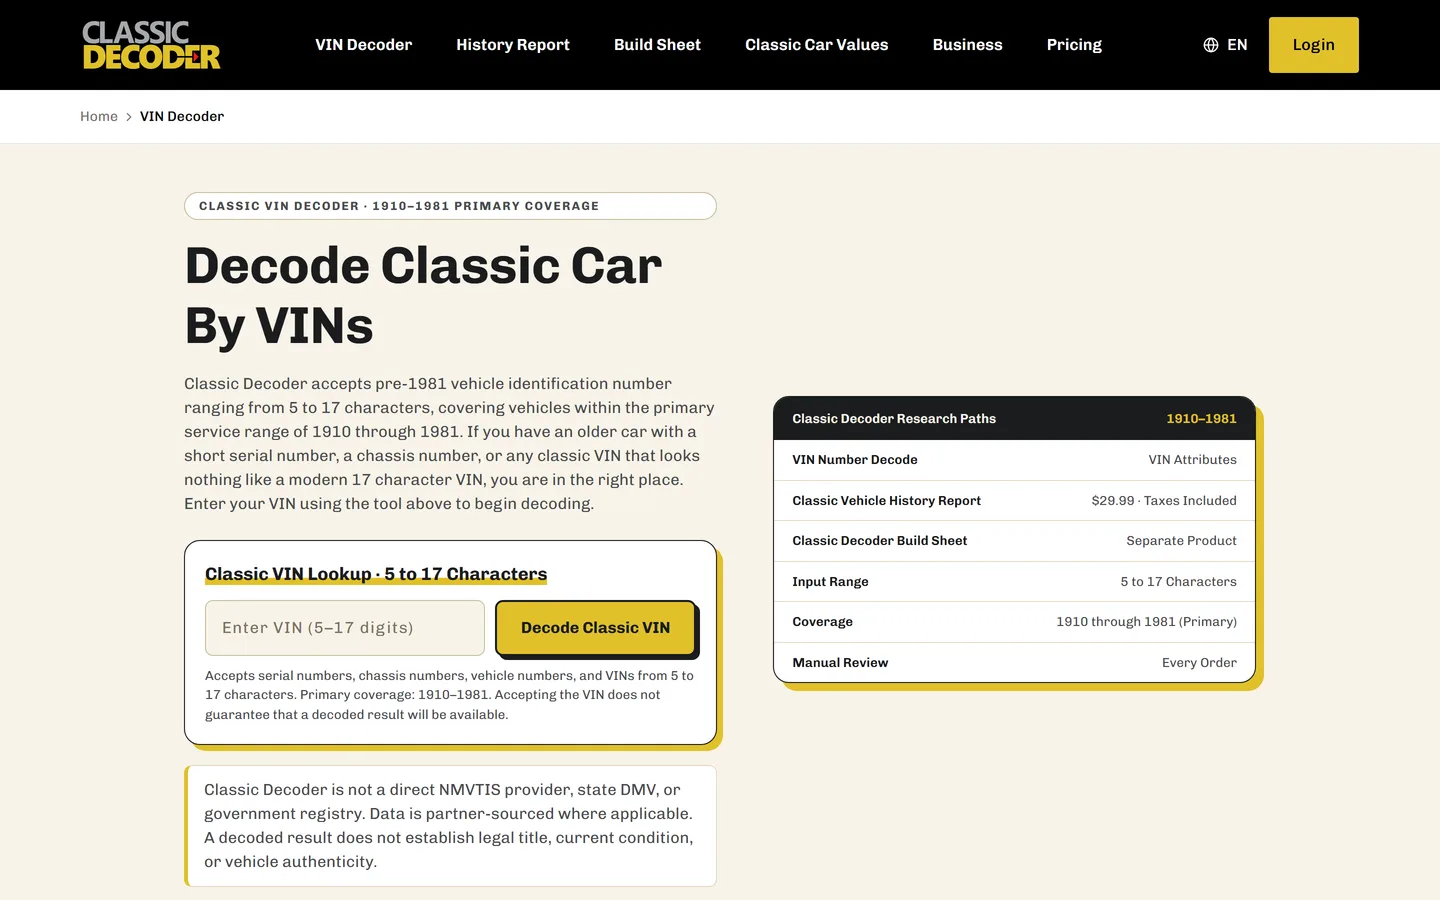 CLASSIC
DECODER
VIN Decoder
History Report
Build Sheet
Classic Car Values
Business
Pricing
EN
Login
Home > VIN Decoder
CLASSIC VIN DECODER · 1910–1981 PRIMARY COVERAGE
Decode Classic Car
By VINs
Classic Decoder accepts pre-1981 vehicle identification number
ranging from 5 to 17 characters, covering vehicles within the primary
service range of 1910 through 1981. If you have an older car with a
short serial number, a chassis number, or any classic VIN that looks
nothing like a modern 17 character VIN, you are in the right place.
Enter your VIN using the tool above to begin decoding.
Classic VIN Lookup · 5 to 17 Characters
Enter VIN (5–17 digits)
Decode Classic VIN
Accepts serial numbers, chassis numbers, vehicle numbers, and VINs from 5 to
17 characters. Primary coverage: 1910–1981. Accepting the VIN does not
guarantee that a decoded result will be available.
Classic Decoder is not a direct NMVTIS provider, state DMV, or
government registry. Data is partner-sourced where applicable.
A decoded result does not establish legal title, current condition,
or vehicle authenticity.
Classic Decoder Research Paths 1910–1981
VIN Number Decode VIN Attributes
Classic Vehicle History Report $29.99 · Taxes Included
Classic Decoder Build Sheet Separate Product
Input Range 5 to 17 Characters
Coverage 1910 through 1981 (Primary)
Manual Review Every Order